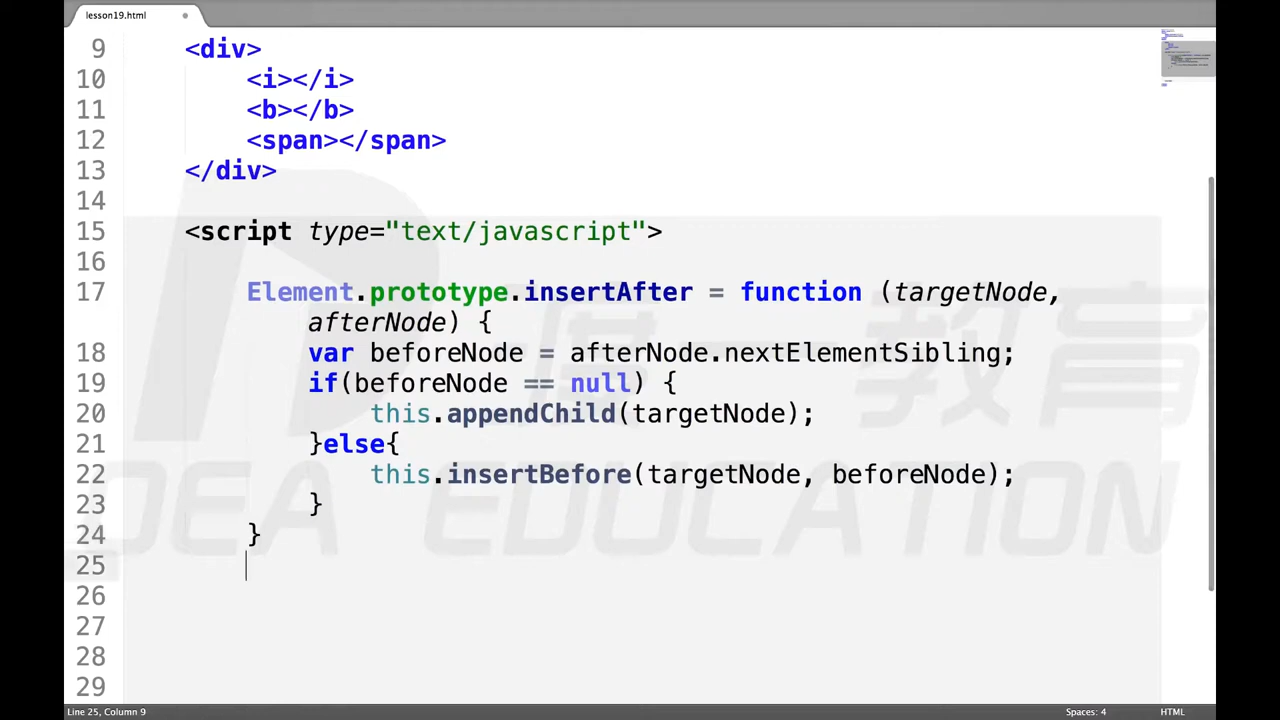 lesson19.html
9 <div>
10 <i></i>
11 <b></b>
12 <span></span>
13 </div>
14
15 <script type="text/javascript">
16
17 Element.prototype.insertAfter = function (targetNode,
afterNode) {
18 var beforeNode = afterNode.nextElementSibling;
19 if(beforeNode == null) {
20 this.appendChild(targetNode);
21 }else{
22 this.insertBefore(targetNode, beforeNode);
23 }
24 }
25
26
27
28
29
教育
EDUCATION
Line 25, Column 9
Spaces: 4
HTML